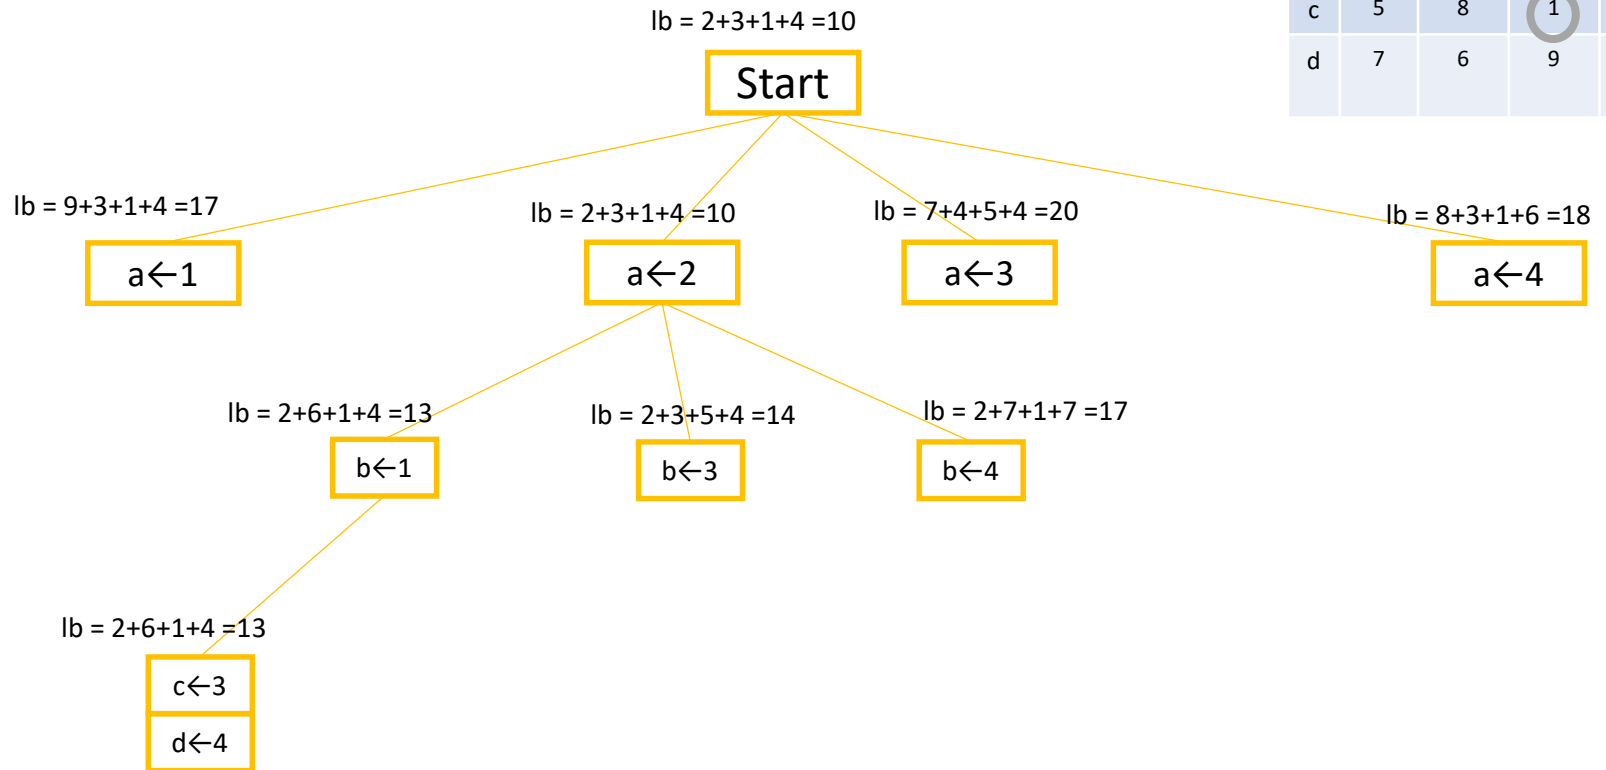 lb = 2+3+1+4 =10
c 5 8 1
d 7 6 9
Start
lb = 9+3+1+4 =17
lb = 2+3+1+4 =10
lb = 7+4+5+4 =20
lb = 8+3+1+6 =18
a←1
a←2
a←3
a←4
lb = 2+6+1+4 =13
lb = 2+3+5+4 =14
lb = 2+7+1+7 =17
b←1
b←3
b←4
lb = 2+6+1+4 =13
c←3
d←4